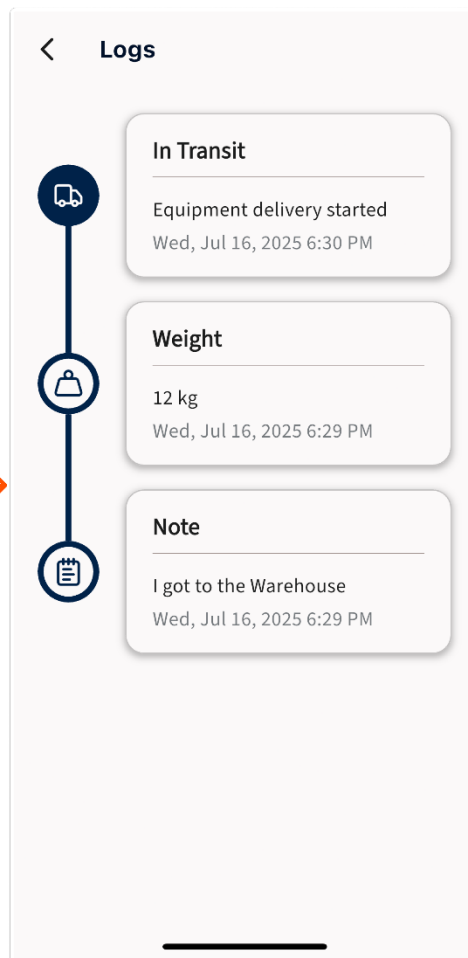 Logs
In Transit
Equipment delivery started
Wed, Jul 16, 2025 6:30 PM
Weight
12 kg
Wed, Jul 16, 2025 6:29 PM
Note
I got to the Warehouse
Wed, Jul 16, 2025 6:29 PM